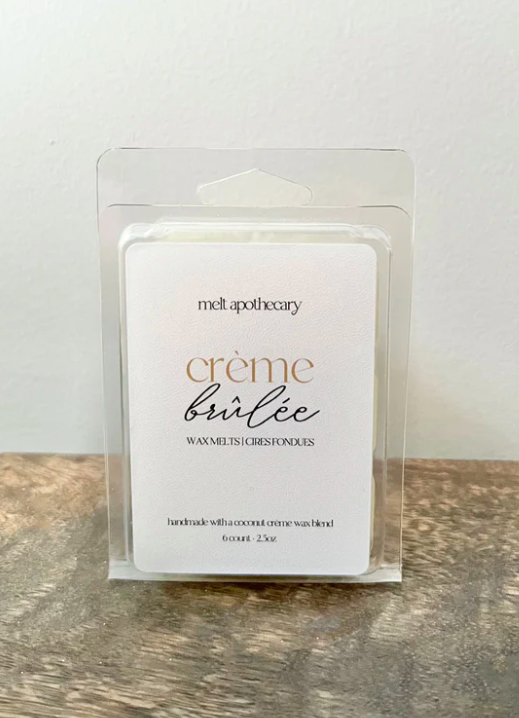 melt apothecary
crème
brûlée
WAX MELTS | CIRES FONDUES
handmade with a coconut crème wax blend
6 count · 2.5oz